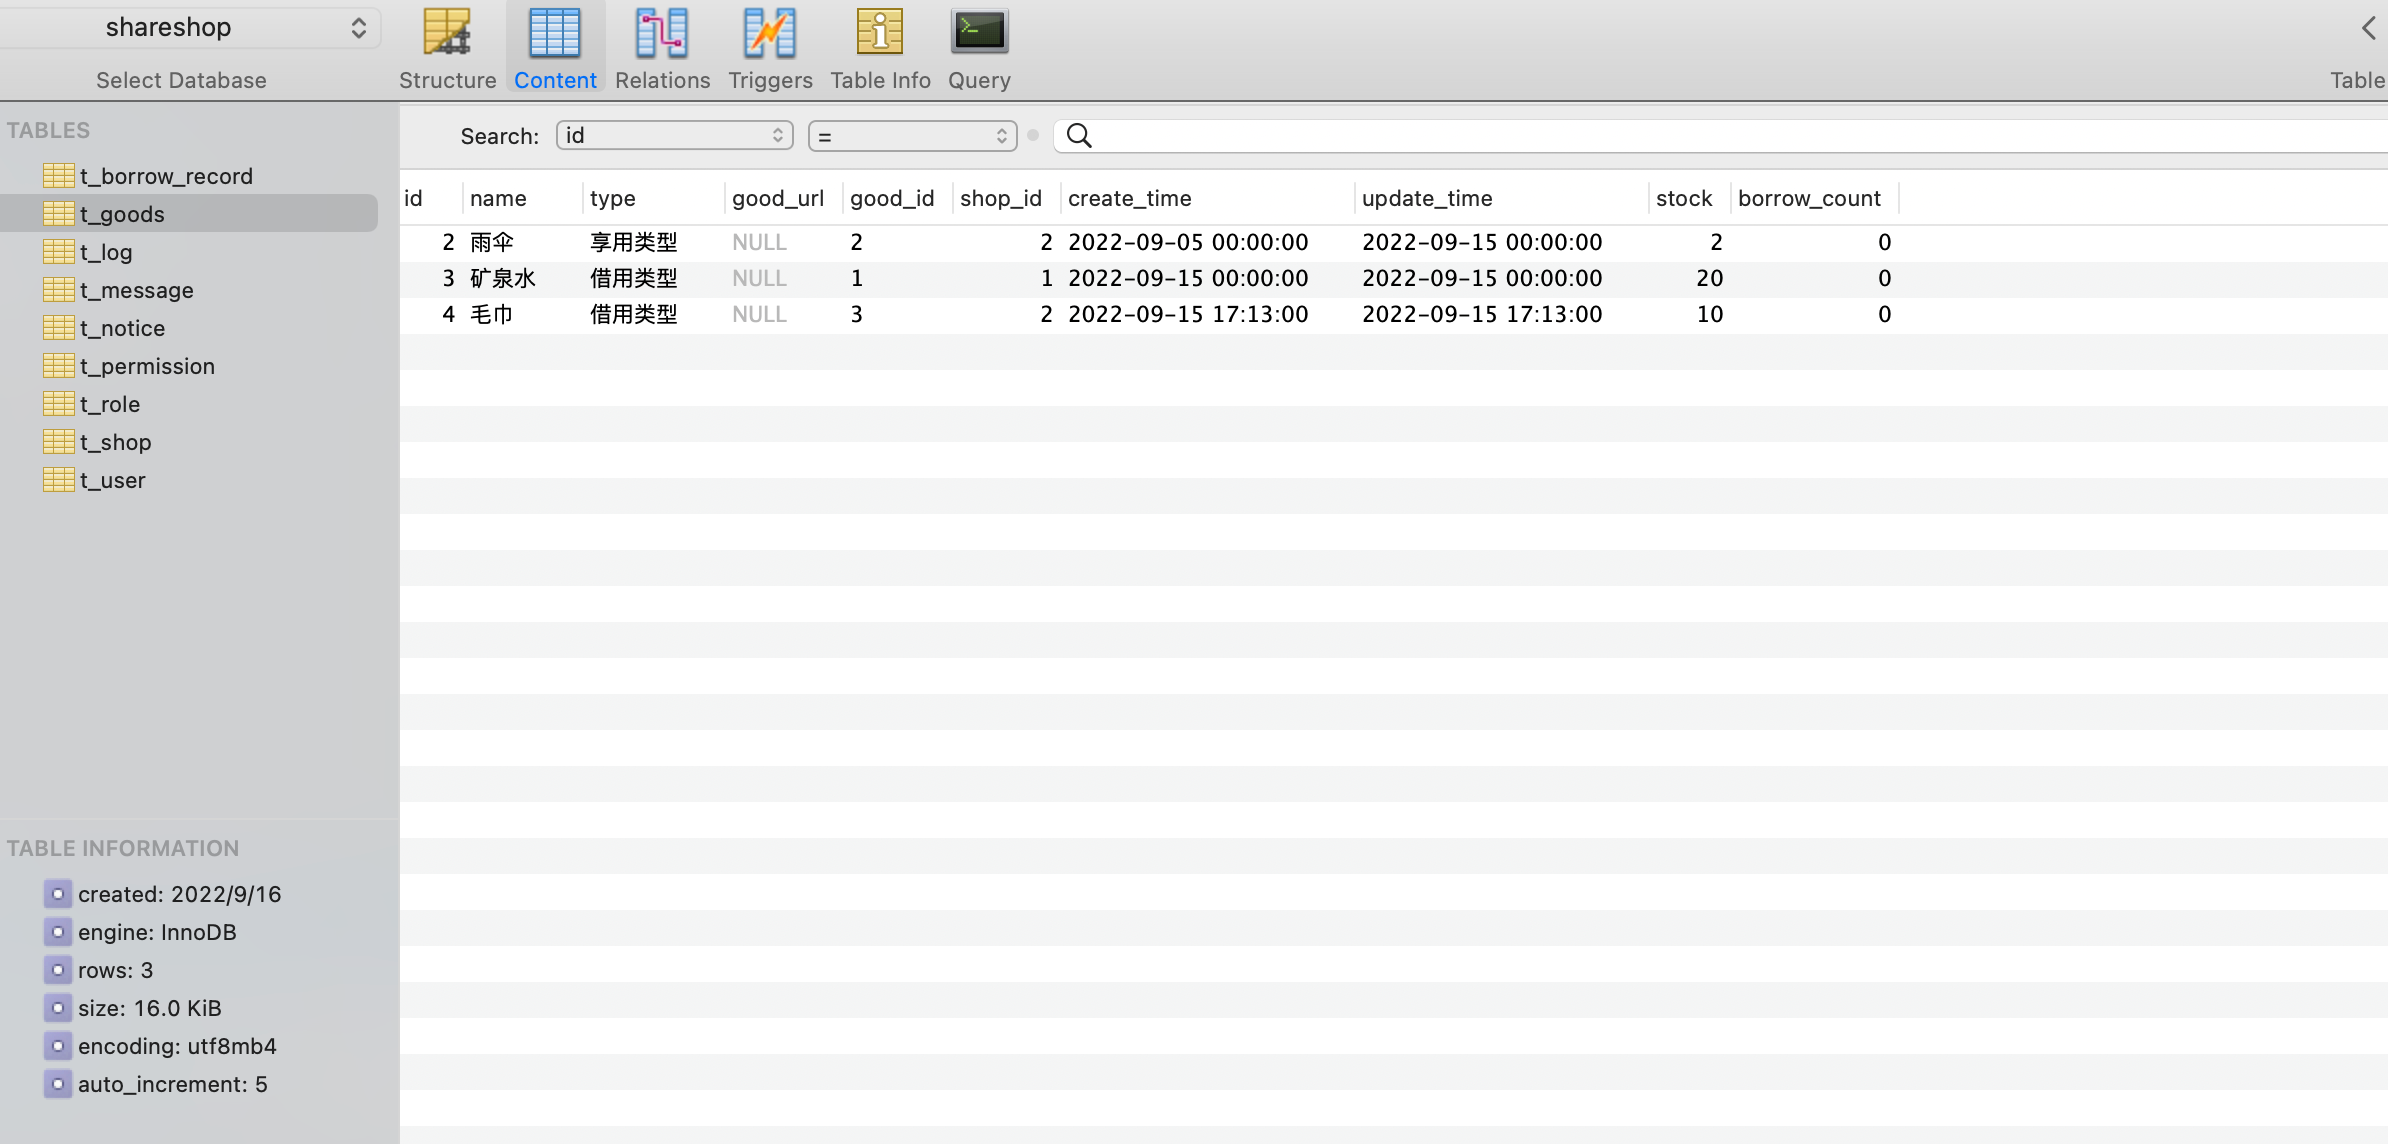 shareshop
Select Database
Structure Content Relations Triggers Table Info Query
Table
TABLES
t_borrow_record
t_goods
t_log
t_message
t_notice
t_permission
t_role
t_shop
t_user
TABLE INFORMATION
created: 2022/9/16
engine: InnoDB
rows: 3
size: 16.0 KiB
encoding: utf8mb4
auto_increment: 5
Search: id =
id name type good_url good_id shop_id create_time update_time stock borrow_count
2 雨伞 享用类型 NULL 2 2 2022-09-05 00:00:00 2022-09-15 00:00:00 2 0
3 矿泉水 借用类型 NULL 1 1 2022-09-15 00:00:00 2022-09-15 00:00:00 20 0
4 毛巾 借用类型 NULL 3 2 2022-09-15 17:13:00 2022-09-15 17:13:00 10 0